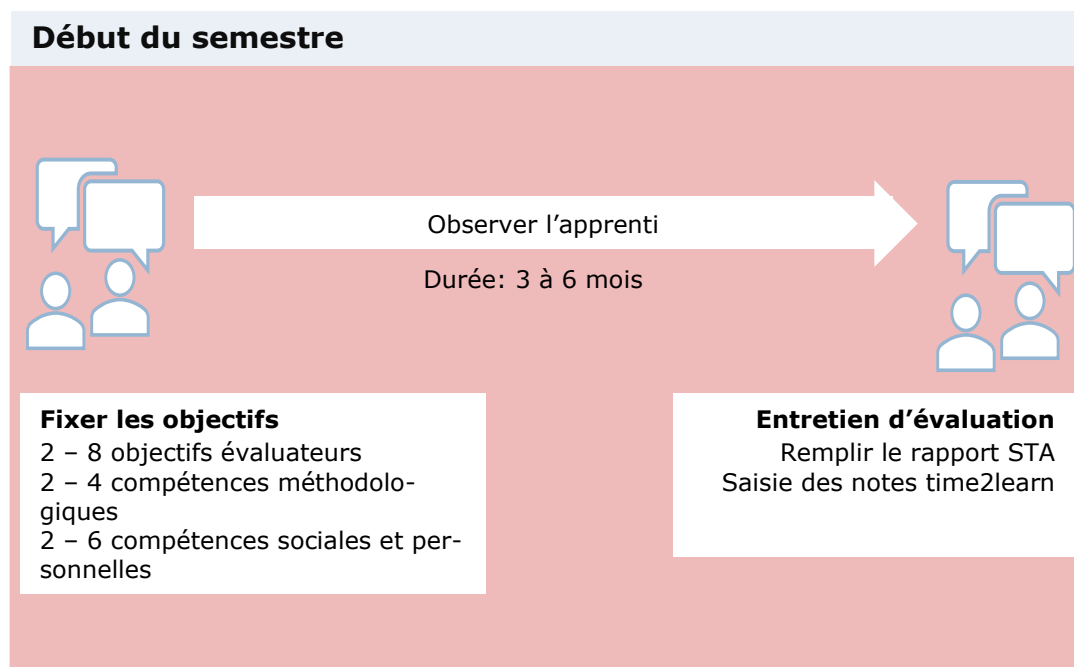 Début du semestre
Observer l’apprenti
Durée: 3 à 6 mois
Fixer les objectifs
2 – 8 objectifs évaluateurs
2 – 4 compétences méthodolo-
giques
2 – 6 compétences sociales et per-
sonnelles
Entretien d’évaluation
Remplir le rapport STA
Saisie des notes time2learn